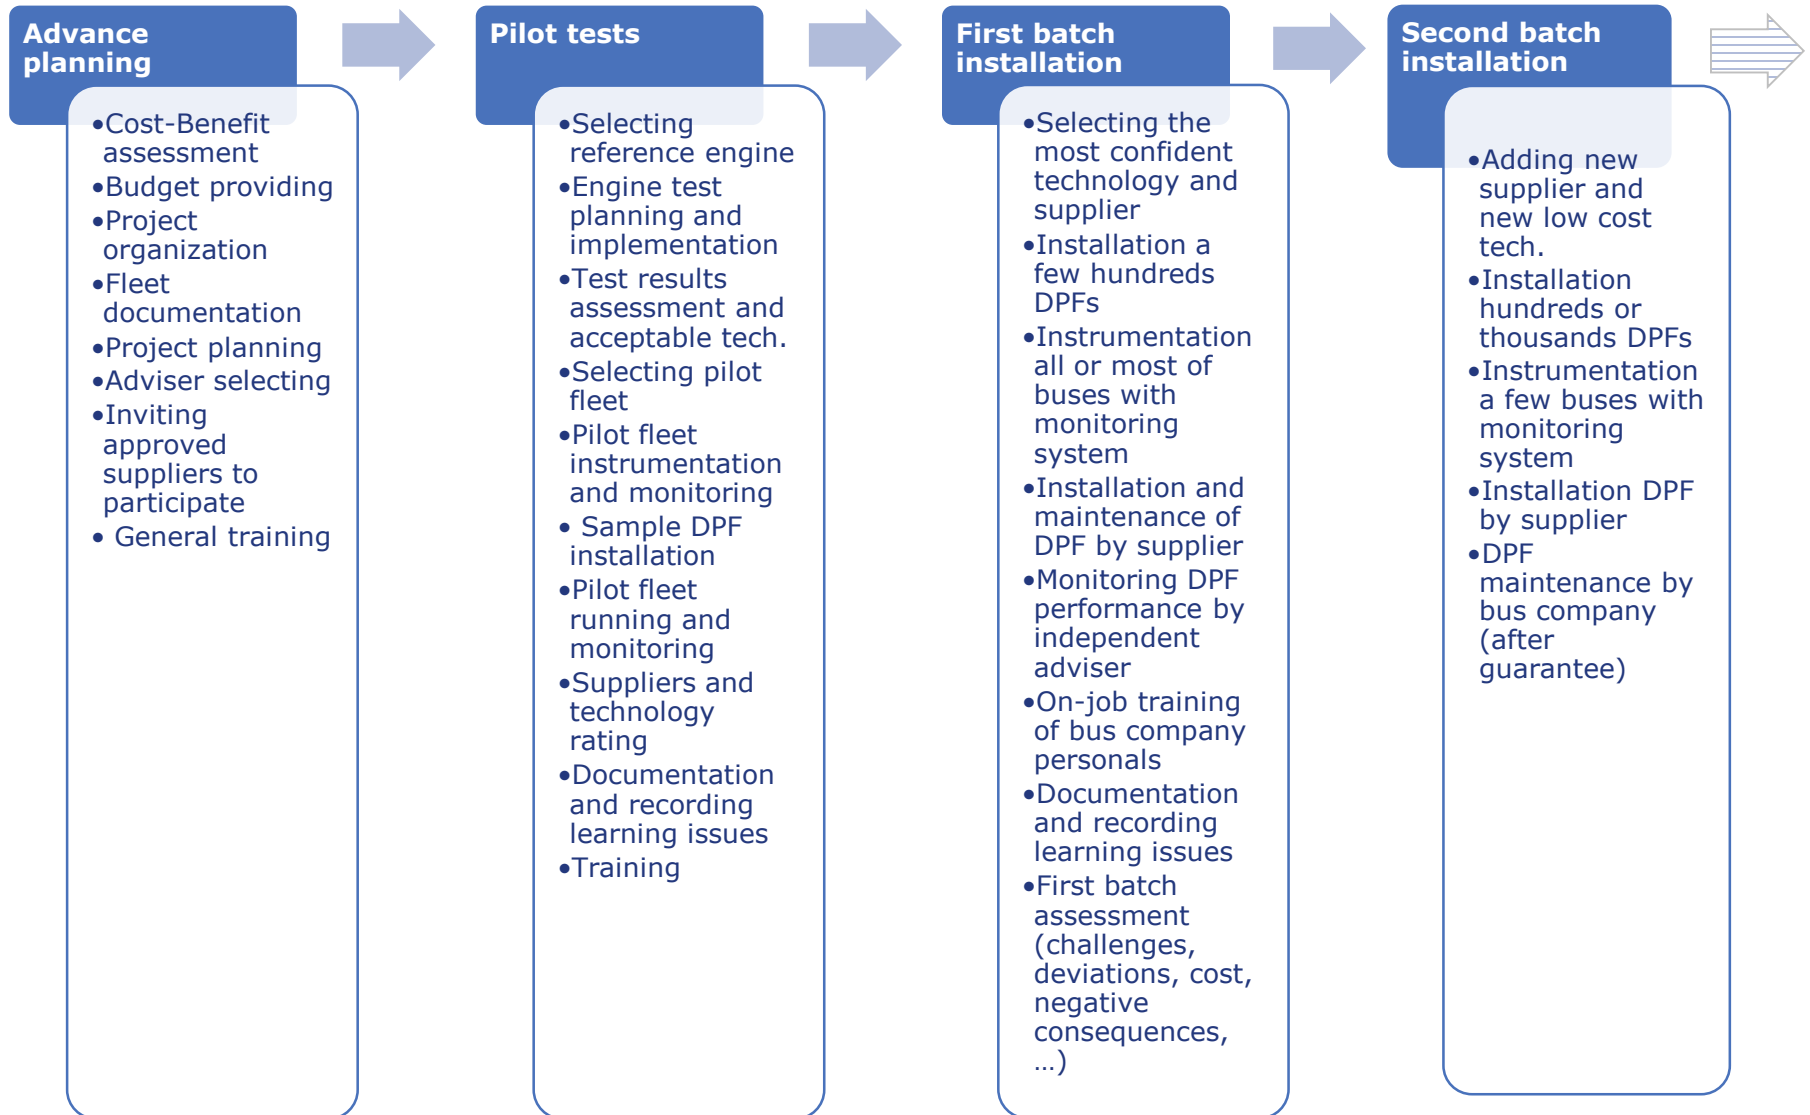 Advance
planning
•Cost-Benefit
assessment
•Budget providing
•Project
organization
•Fleet
documentation
•Project planning
•Adviser selecting
•Inviting
approved
suppliers to
participate
• General training
Pilot tests
•Selecting
reference engine
•Engine test
planning and
implementation
•Test results
assessment and
acceptable tech.
•Selecting pilot
fleet
•Pilot fleet
instrumentation
and monitoring
• Sample DPF
installation
•Pilot fleet
running and
monitoring
•Suppliers and
technology
rating
•Documentation
and recording
learning issues
•Training
First batch
installation
•Selecting the
most confident
technology and
supplier
•Installation a
few hundreds
DPFs
•Instrumentation
all or most of
buses with
monitoring
system
•Installation and
maintenance of
DPF by supplier
•Monitoring DPF
performance by
independent
adviser
•On-job training
of bus company
personals
•Documentation
and recording
learning issues
•First batch
assessment
(challenges,
deviations, cost,
negative
consequences,
…)
Second batch
installation
•Adding new
supplier and
new low cost
tech.
•Installation
hundreds or
thousands DPFs
•Instrumentation
a few buses with
monitoring
system
•Installation DPF
by supplier
•DPF
maintenance by
bus company
(after
guarantee)